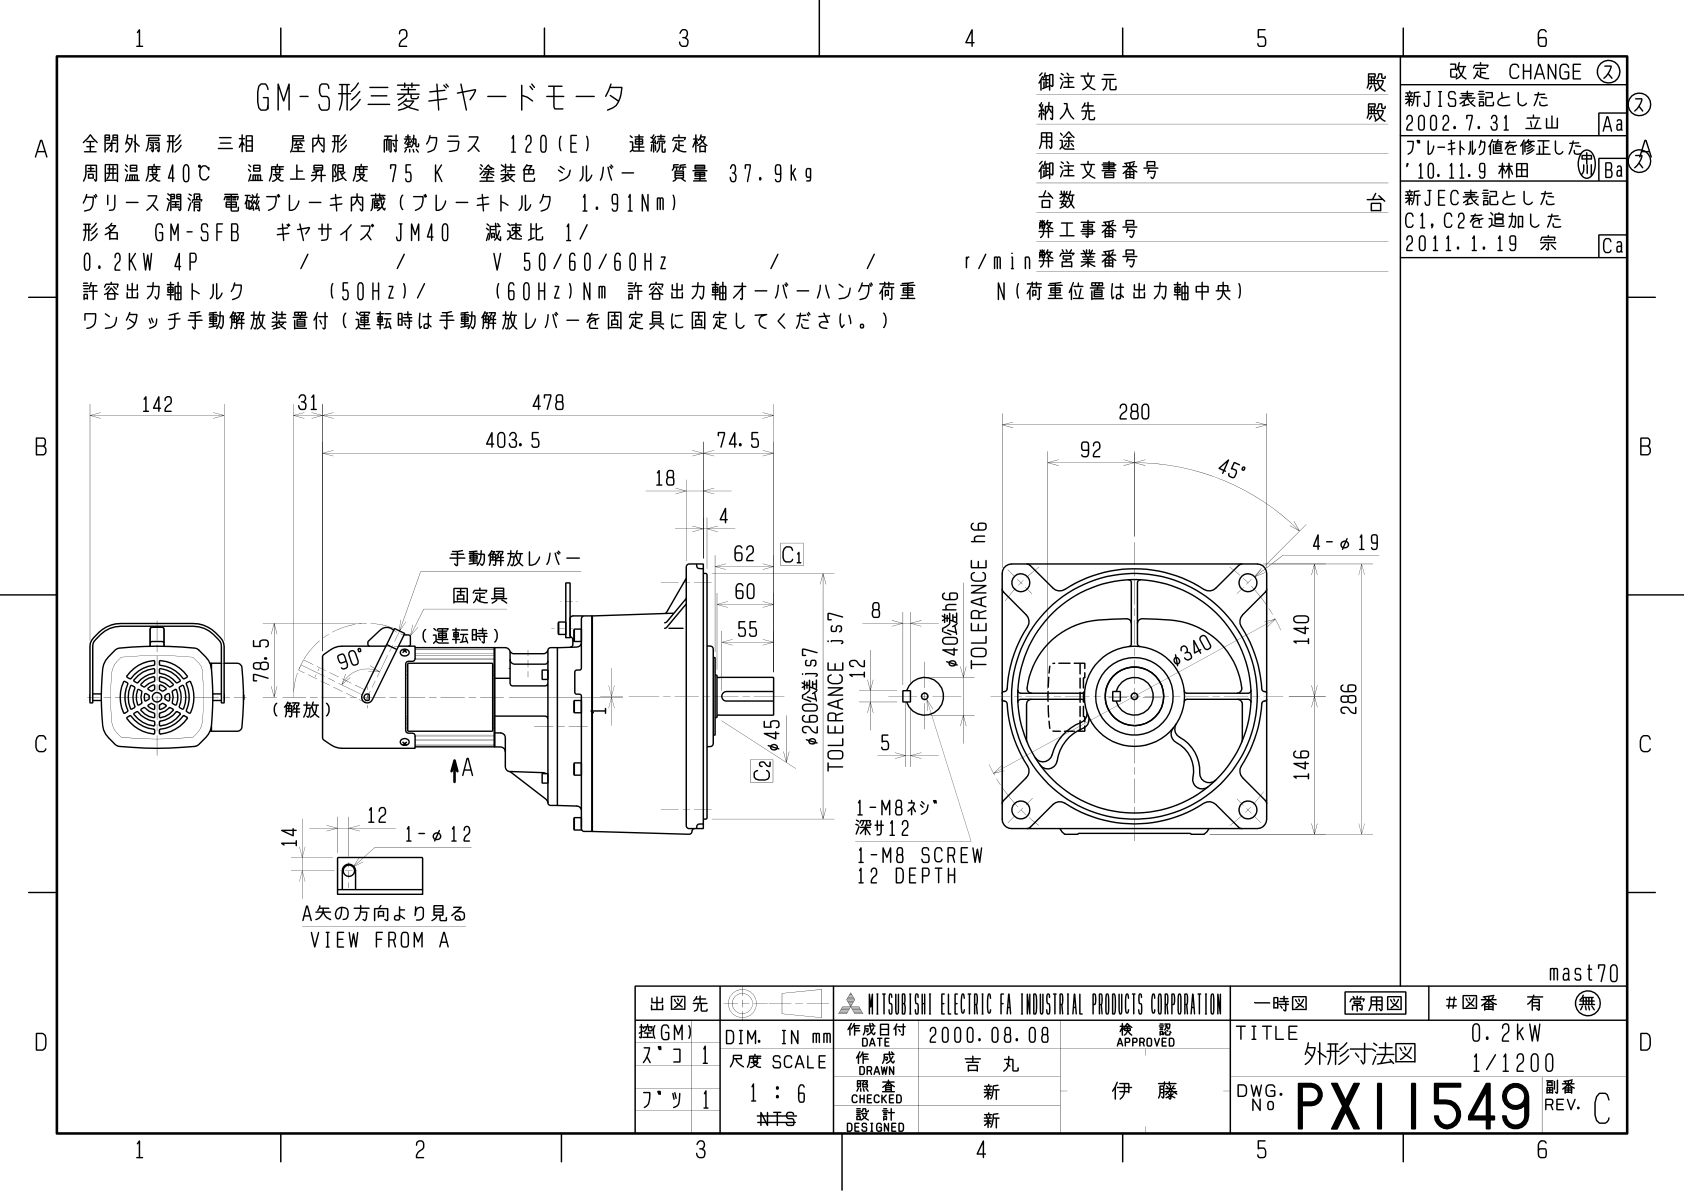 1 2 3 4 5 6
GM-S形三菱ギヤードモータ
全閉外扇形 三相 屋内形 耐熱クラス 120(E) 連続定格
周囲温度40℃ 温度上昇限度 75 K 塗装色 シルバー 質量 37.9kg
グリース潤滑 電磁ブレーキ内蔵(ブレーキトルク 1.91Nm)
形名 GM-SFB ギヤサイズ JM40 減速比 1/
0.2KW 4P / / V 50/60/60Hz / / r/min
許容出力軸トルク (50Hz)/ (60Hz)Nm 許容出力軸オーバーハング荷重 N(荷重位置は出力軸中央)
ワンタッチ手動解放装置付(運転時は手動解放レバーを固定具に固定してください。)
御注文元 殿
納入先 殿
用途
御注文書番号
台数 台
弊工事番号
弊営業番号
改定 CHANGE ス
新JIS表記とした
ス
2002.7.31 立山 Aa
ブレーキトルク値を修正した
'10.11.9 林田 中川 Ba
ス
新JEC表記とした
C1,C2を追加した
2011.1.19 宗 Ca
A
A
B
B
C
C
D
D
142
31
478
403.5
74.5
18
4
62 C1
60
55
手動解放レバー
固定具
(運転時)
90°
78.5
(解放)
A
φ45
C2
φ260公差js7
TOLERANCE js7
8
12
5
φ40公差h6
TOLERANCE h6
1-M8ネジ
深サ12
1-M8 SCREW
12 DEPTH
280
92
45°
4-φ19
φ340
140
146
286
12
14
1-φ12
A矢の方向より見る
VIEW FROM A
mast70
出図先
控(GM)
スﾞコ 1
フﾞツ 1
DIM. IN mm
尺度 SCALE
1 : 6
NTS
MITSUBISHI ELECTRIC FA INDUSTRIAL PRODUCTS CORPORATION
作成日付
DATE
2000.08.08
検 認
APPROVED
作 成
DRAWN
吉 丸
照 査
CHECKED
新
伊 藤
設 計
DESIGNED
新
一時図 常用図 #図番 有 無
TITLE
外形寸法図
0.2kW
1/1200
DWG.
No
PX11549
副番
REV.
C
1 2 3 4 5 6